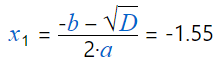 x₁ = (-b – √D) / (2·a) = -1.55